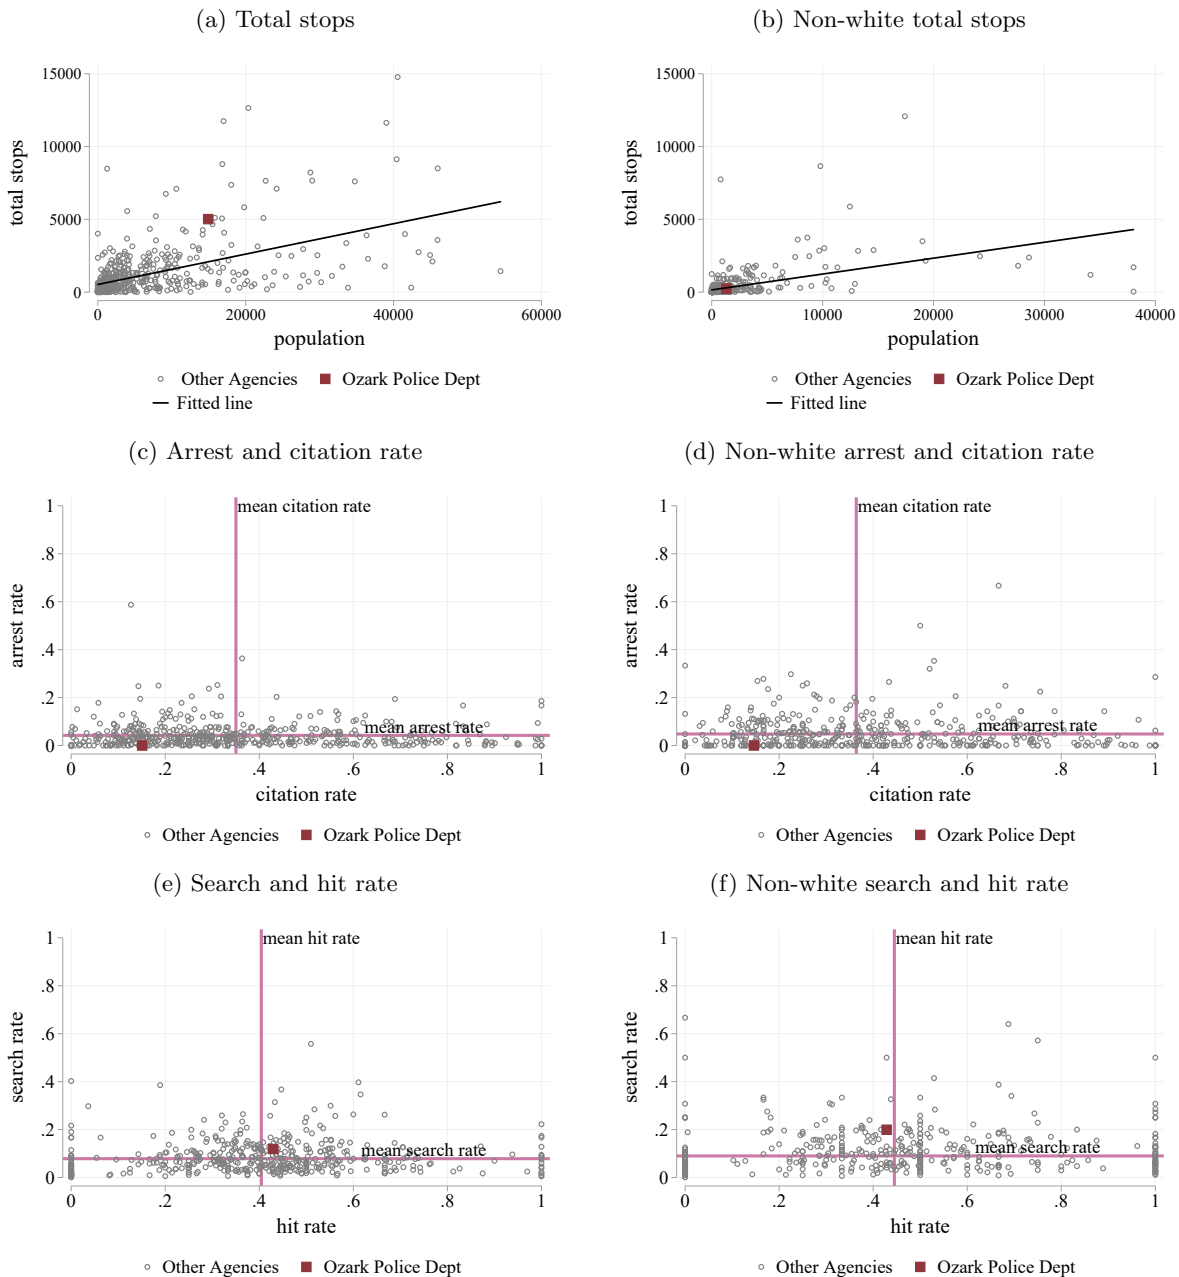 (a) Total stops
(b) Non-white total stops
15000
10000
5000
0
total stops
0
20000
40000
60000
population
Other Agencies
Ozark Police Dept
Fitted line
15000
10000
5000
0
total stops
0
10000
20000
30000
40000
population
Other Agencies
Ozark Police Dept
Fitted line
(c) Arrest and citation rate
(d) Non-white arrest and citation rate
1
.8
.6
.4
.2
0
arrest rate
mean citation rate
mean arrest rate
0
.2
.4
.6
.8
1
citation rate
Other Agencies
Ozark Police Dept
1
.8
.6
.4
.2
0
arrest rate
mean citation rate
mean arrest rate
0
.2
.4
.6
.8
1
citation rate
Other Agencies
Ozark Police Dept
(e) Search and hit rate
(f) Non-white search and hit rate
1
.8
.6
.4
.2
0
search rate
mean hit rate
mean search rate
0
.2
.4
.6
.8
1
hit rate
Other Agencies
Ozark Police Dept
1
.8
.6
.4
.2
0
search rate
mean hit rate
mean search rate
0
.2
.4
.6
.8
1
hit rate
Other Agencies
Ozark Police Dept